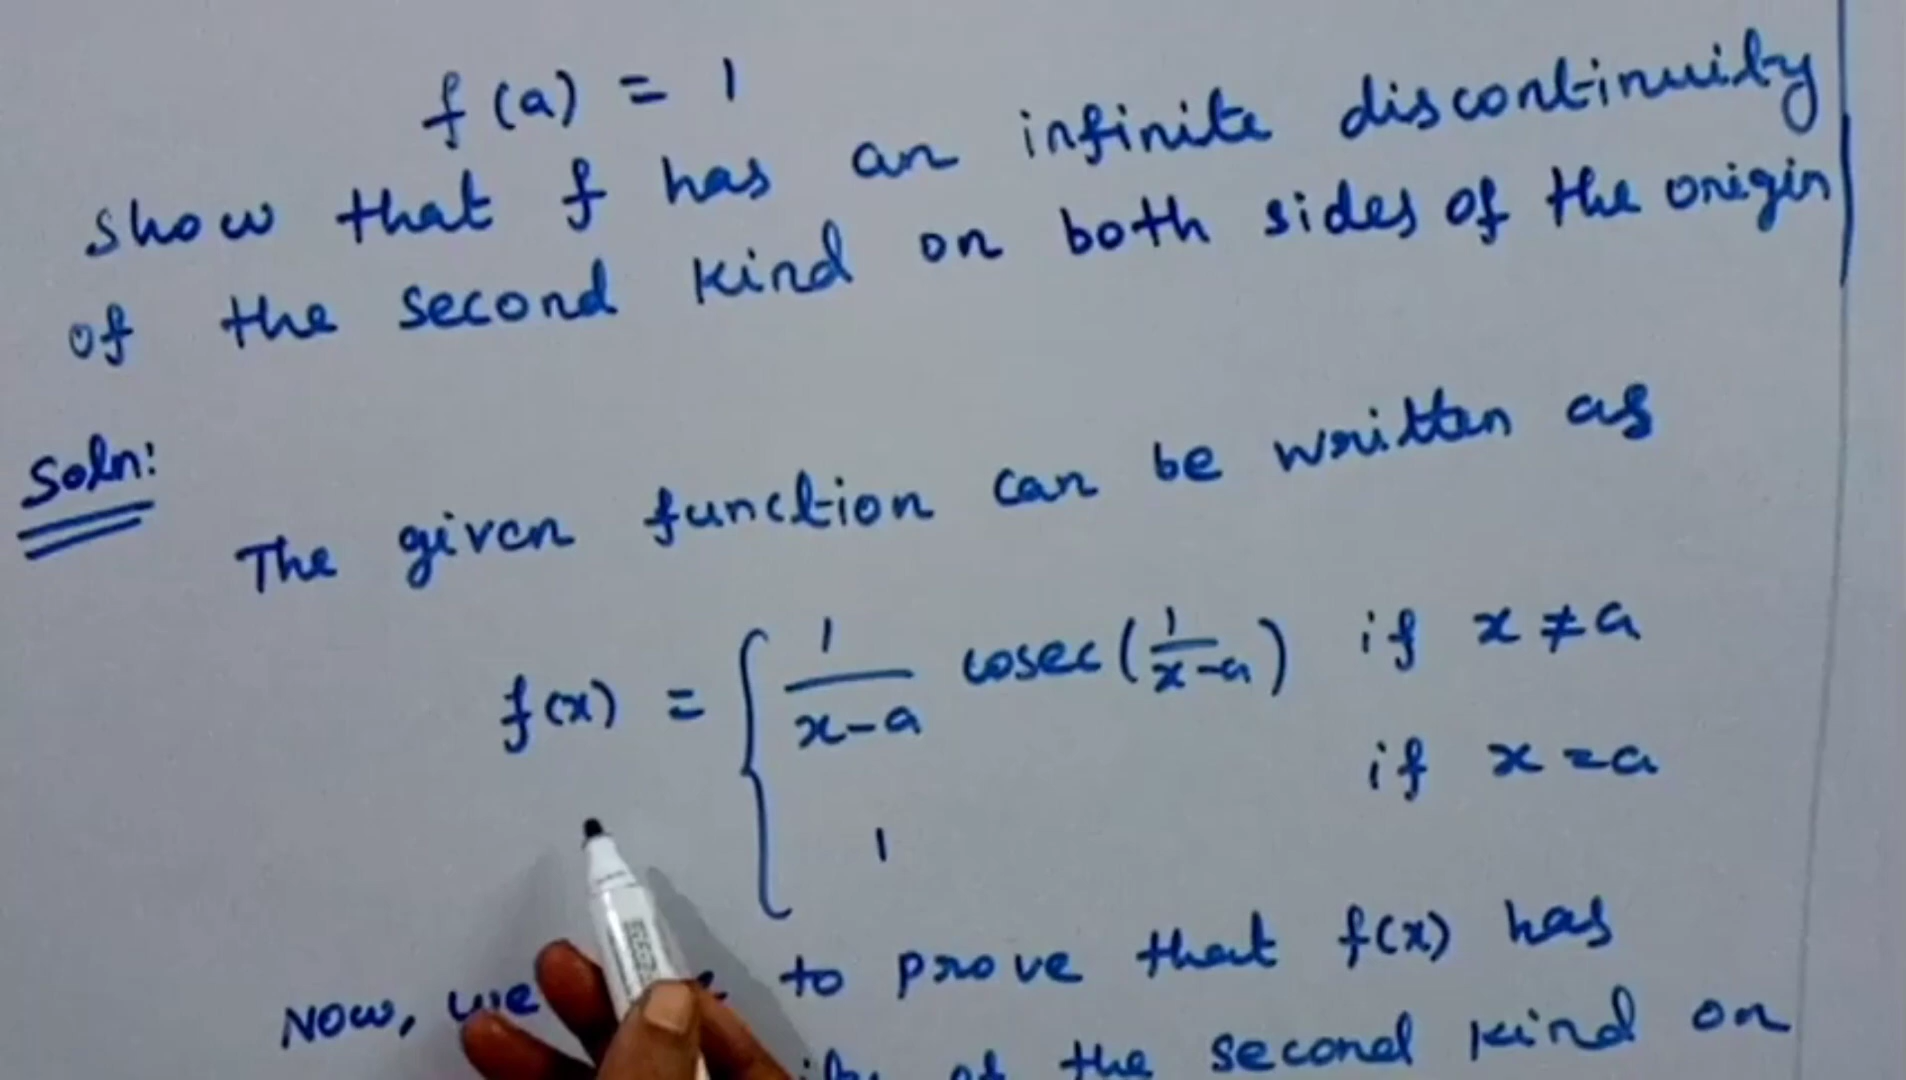 f(a) = 1
show that f has an infinite discontinuity
of the second kind on both sides of the origin
Soln:
The given function can be written as
f(x) = { 1/(x-a) cosec(1/(x-a)) if x ≠ a
1 if x = a
Now, we to prove that f(x) has
of the second kind on